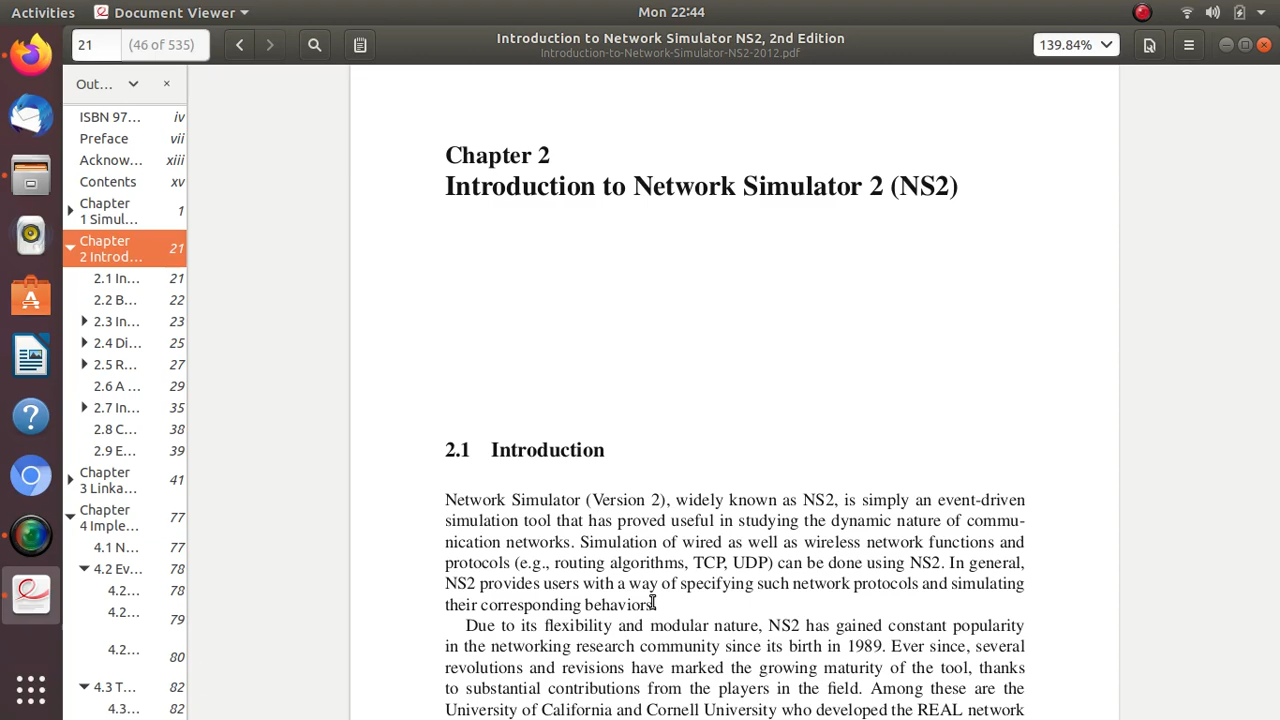 Activities
Document Viewer
Mon 22:44
21
(46 of 535)
Introduction to Network Simulator NS2, 2nd Edition
Introduction-to-Network-Simulator-NS2-2012.pdf
139.84%
Out...
ISBN 97... iv
Preface vii
Acknow... xiii
Contents xv
Chapter
1 Simul... 1
Chapter
2 Introd... 21
2.1 In... 21
2.2 B... 22
2.3 In... 23
2.4 Di... 25
2.5 R... 27
2.6 A ... 29
2.7 In... 35
2.8 C... 38
2.9 E... 39
Chapter
3 Linka... 41
Chapter
4 Imple... 77
4.1 N... 77
4.2 Ev... 78
4.2... 78
4.2... 79
4.2... 80
4.3 T... 82
4.3... 82
Chapter 2
Introduction to Network Simulator 2 (NS2)
2.1 Introduction
Network Simulator (Version 2), widely known as NS2, is simply an event-driven
simulation tool that has proved useful in studying the dynamic nature of commu-
nication networks. Simulation of wired as well as wireless network functions and
protocols (e.g., routing algorithms, TCP, UDP) can be done using NS2. In general,
NS2 provides users with a way of specifying such network protocols and simulating
their corresponding behaviors.
Due to its flexibility and modular nature, NS2 has gained constant popularity
in the networking research community since its birth in 1989. Ever since, several
revolutions and revisions have marked the growing maturity of the tool, thanks
to substantial contributions from the players in the field. Among these are the
University of California and Cornell University who developed the REAL network